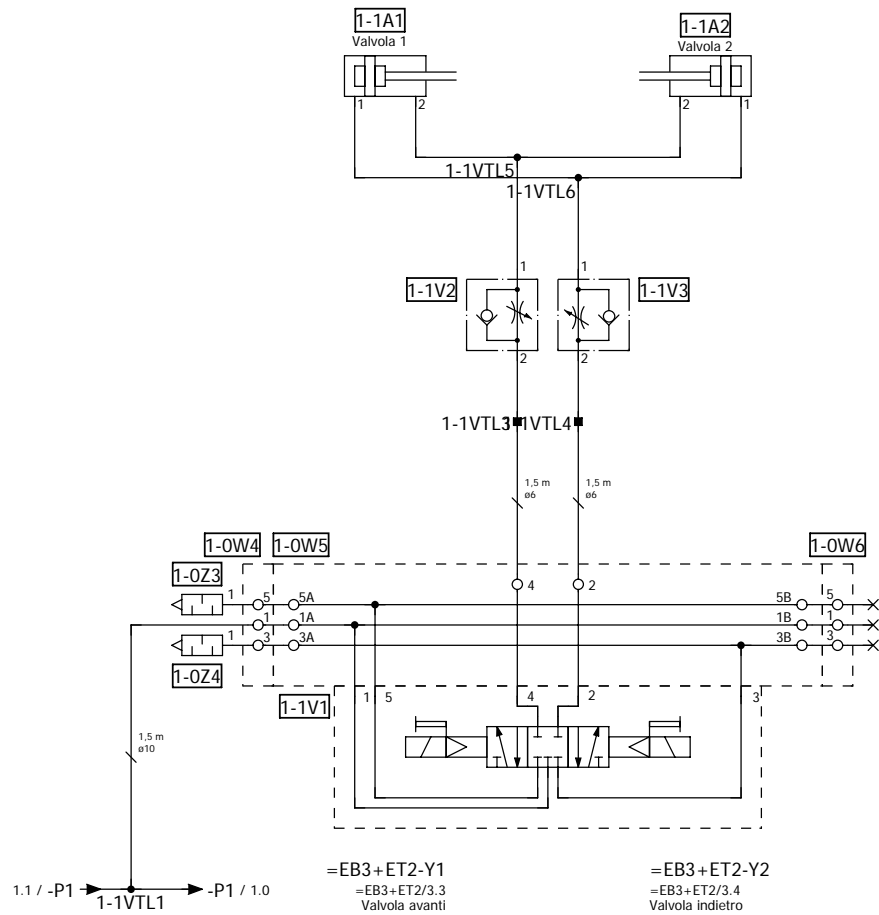 1-1A1
Valvola 1
1-1A2
Valvola 2
1 2
2 1
1-1VTL5
1-1VTL6
1 1
1-1V2
1-1V3
2 2
1-1VTL3
1-1VTL4
1,5 m
ø6
1,5 m
ø6
1-0W4 1-0W5
1-0W6
1-0Z3
4 2
1 5 5A 5B 5
1 1A 1B 1
1 3 3A 3B 3
1-0Z4
1-1V1
1 5 4 2 3
1,5 m
ø10
=EB3+ET2-Y1
=EB3+ET2/3.3
Valvola avanti
=EB3+ET2-Y2
=EB3+ET2/3.4
Valvola indietro
1.1 / -P1
-P1 / 1.0
1-1VTL1